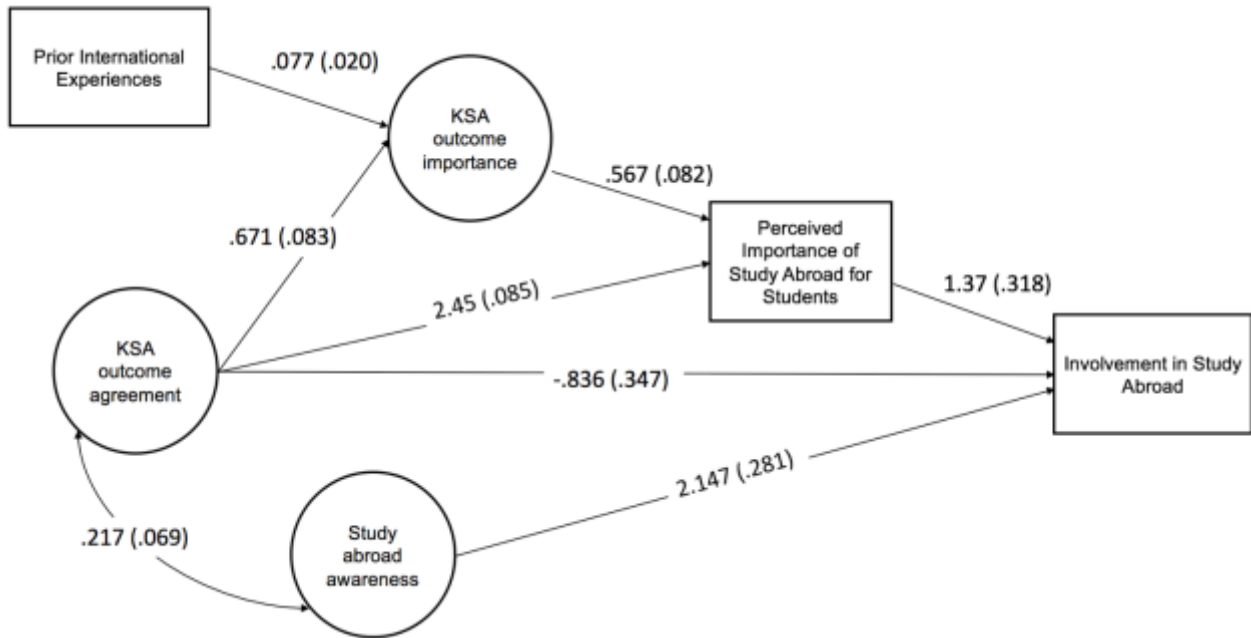 Prior International
Experiences
.077 (.020)
KSA
outcome
importance
.567 (.082)
.671 (.083)
Perceived
Importance of
Study Abroad for
Students
2.45 (.085)
1.37 (.318)
KSA
outcome
agreement
-.836 (.347)
Involvement in Study
Abroad
2.147 (.281)
.217 (.069)
Study
abroad
awareness